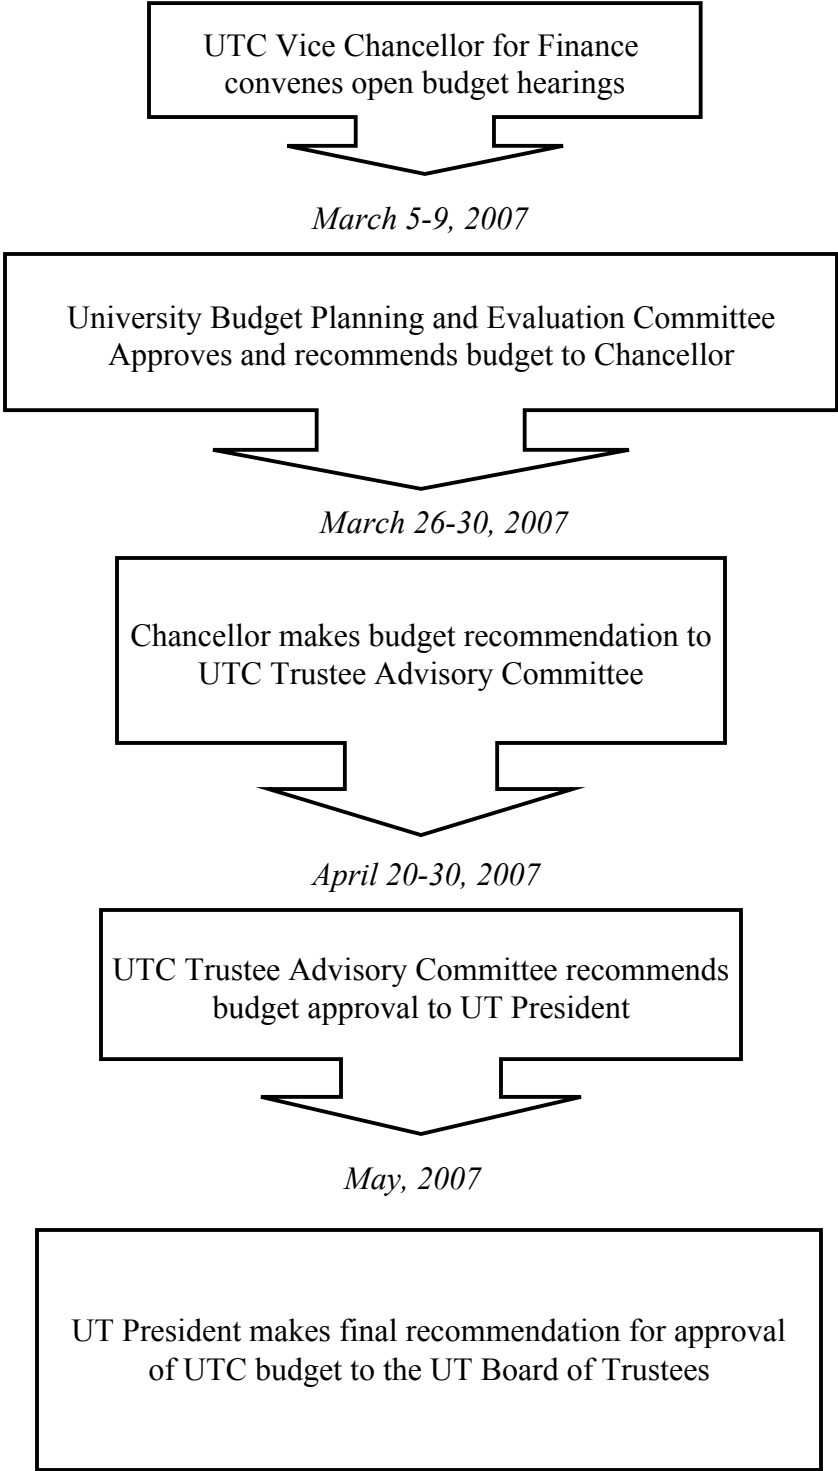 UTC Vice Chancellor for Finance
convenes open budget hearings
March 5-9, 2007
University Budget Planning and Evaluation Committee
Approves and recommends budget to Chancellor
March 26-30, 2007
Chancellor makes budget recommendation to
UTC Trustee Advisory Committee
April 20-30, 2007
UTC Trustee Advisory Committee recommends
budget approval to UT President
May, 2007
UT President makes final recommendation for approval
of UTC budget to the UT Board of Trustees